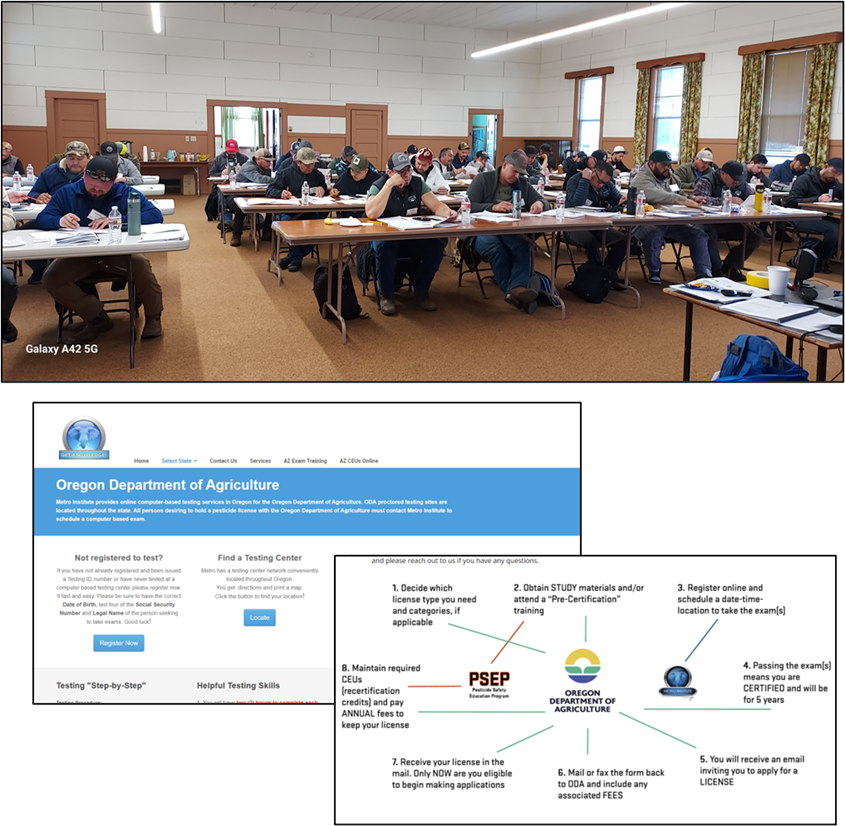 Galaxy A42 5G
Home Select State Contact Us Services AZ Exam Training AZ CEUs Online
Oregon Department of Agriculture
Metro Institute provides online computer-based testing services in Oregon for the Oregon Department of Agriculture. ODA proctored testing sites are
located throughout the state. All persons desiring to hold a pesticide license with the Oregon Department of Agriculture must contact Metro Institute to
schedule a computer based exam.
Not registered to test?
If you have not already registered and been issued
a Testing ID number or have never tested at a
computer based testing center please register now.
It fast and easy. Please be sure to have the correct
Date of Birth, last four of the Social Security
Number and Legal Name of the person seeking
to take exams. Good luck!
Register Now
Find a Testing Center
Metro has a testing center network conveniently
located throughout Oregon.
You get directions and print a map.
Click the button to find your location!
Locate
Testing "Step-by-Step"
Helpful Testing Skills
and please reach out to us if you have any questions.
1. Decide which
license type you need
and categories, if
applicable
2. Obtain STUDY materials and/or
attend a "Pre-Certification"
training
3. Register online and
schedule a date-time-
location to take the exam(s)
4. Passing the exam(s)
means you are
CERTIFIED and will be
for 5 years
5. You will receive an email
inviting you to apply for a
LICENSE
6. Mail or fax the form back
to ODA and include any
associated FEES
7. Receive your license in the
mail. Only NOW are you eligible
to begin making applications
8. Maintain required
CEUs
(recertification
credits) and pay
ANNUAL fees to
keep your license
PSEP
Pesticide Safety
Education Program
OREGON
DEPARTMENT OF
AGRICULTURE
METRO INSTITUTE